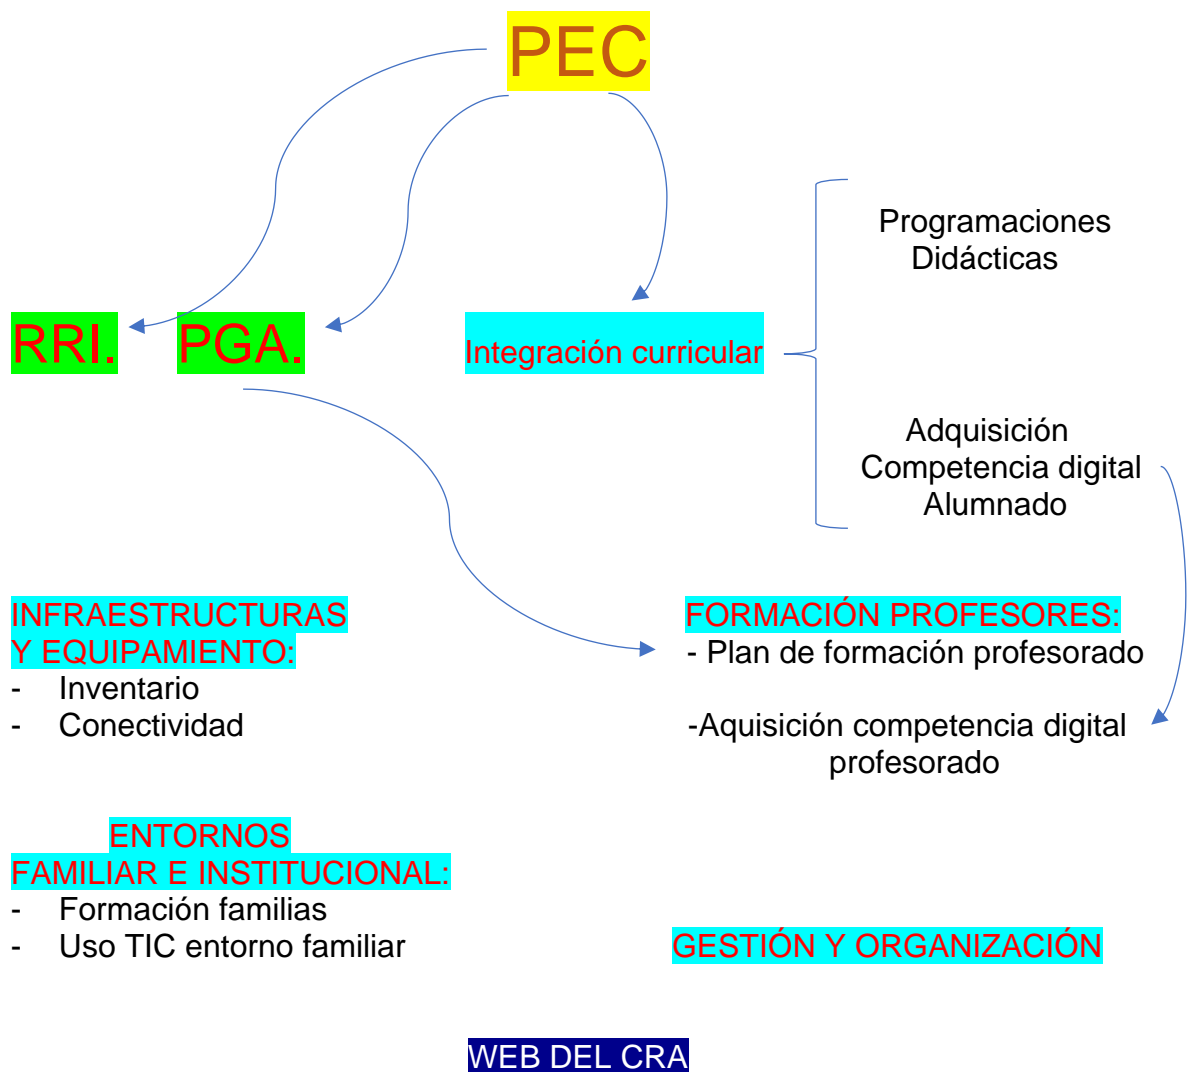 PEC
Programaciones
Didácticas
RRI. PGA.
Integración curricular
Adquisición
Competencia digital
Alumnado
INFRAESTRUCTURAS
Y EQUIPAMIENTO:
- Inventario
- Conectividad
FORMACIÓN PROFESORES:
- Plan de formación profesorado
-Aquisición competencia digital
profesorado
ENTORNOS
FAMILIAR E INSTITUCIONAL:
- Formación familias
- Uso TIC entorno familiar
GESTIÓN Y ORGANIZACIÓN
WEB DEL CRA